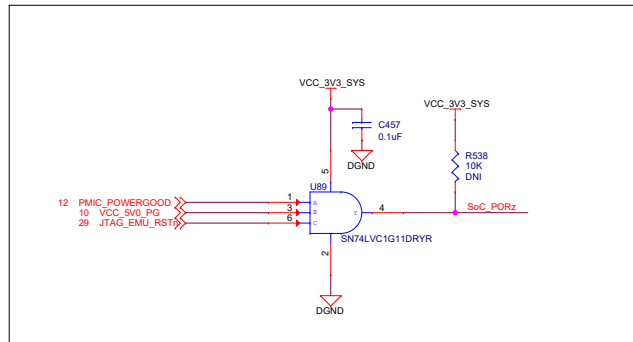 VCC_3V3_SYS
VCC_3V3_SYS
C457
0.1uF
R538
10K
DNI
DGND
5
U89
12 PMIC_POWERGOOD 1 A
10 VCC_5V0_PG 3 B Y 4 SoC_PORz
29 JTAG_EMU_RSTn 6 C
SN74LVC1G11DRYR
2
DGND